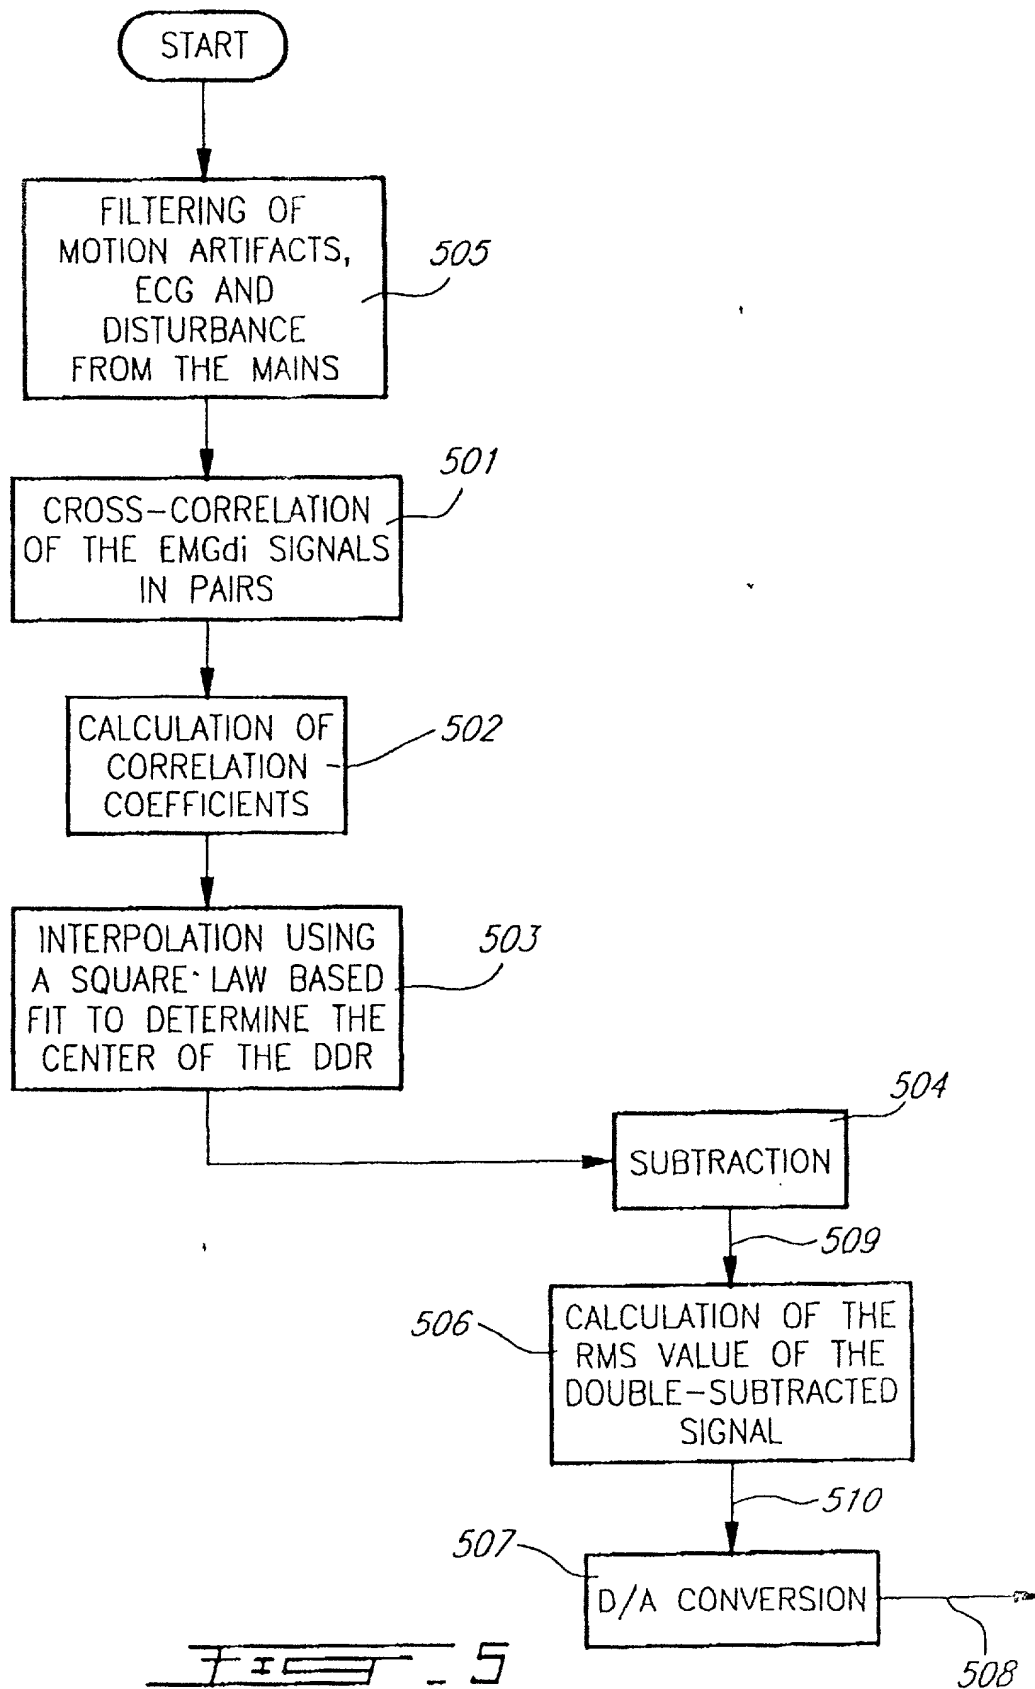 START
FILTERING OF
MOTION ARTIFACTS,
ECG AND
DISTURBANCE
FROM THE MAINS
505
501
CROSS-CORRELATION
OF THE EMGdi SIGNALS
IN PAIRS
CALCULATION OF
CORRELATION
COEFFICIENTS
502
INTERPOLATION USING
A SQUARE LAW BASED
FIT TO DETERMINE THE
CENTER OF THE DDR
503
504
SUBTRACTION
509
506
CALCULATION OF THE
RMS VALUE OF THE
DOUBLE-SUBTRACTED
SIGNAL
510
507
D/A CONVERSION
508
FIG - 5